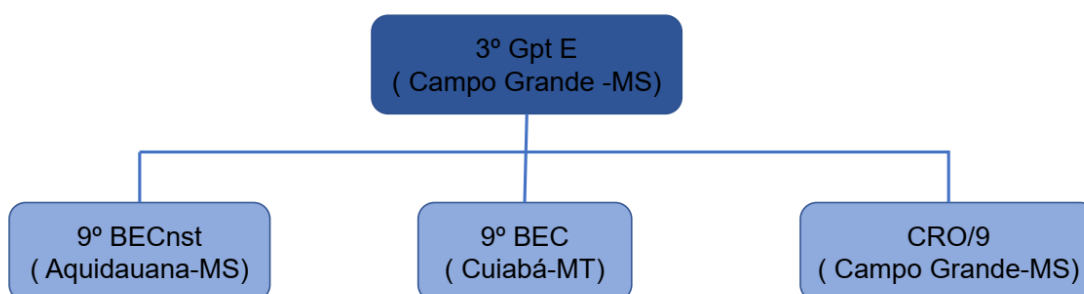 3º Gpt E
( Campo Grande -MS)
9º BECnst
( Aquidauana-MS)
9º BEC
( Cuiabá-MT)
CRO/9
( Campo Grande-MS)